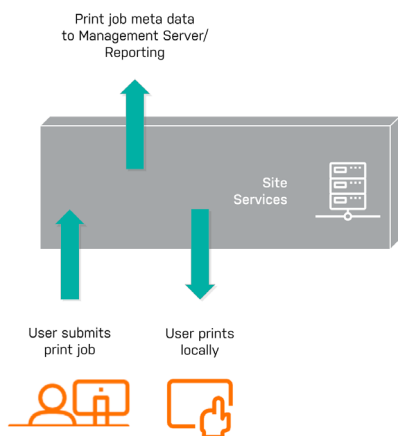 Print job meta data
to Management Server/
Reporting
Site
Services
User submits
print job
User prints
locally